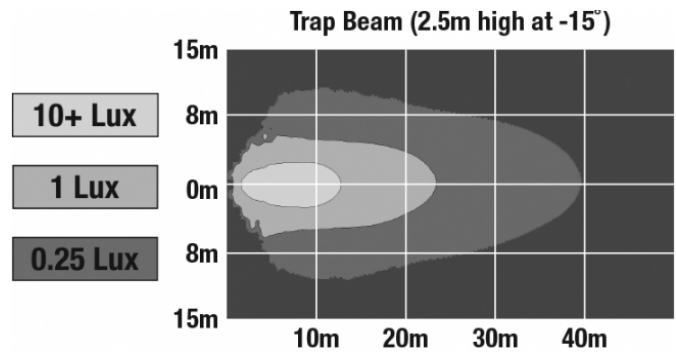 Trap Beam (2.5m high at -15°)
15m
10+ Lux
8m
1 Lux
0m
0.25 Lux
8m
15m
10m 20m 30m 40m